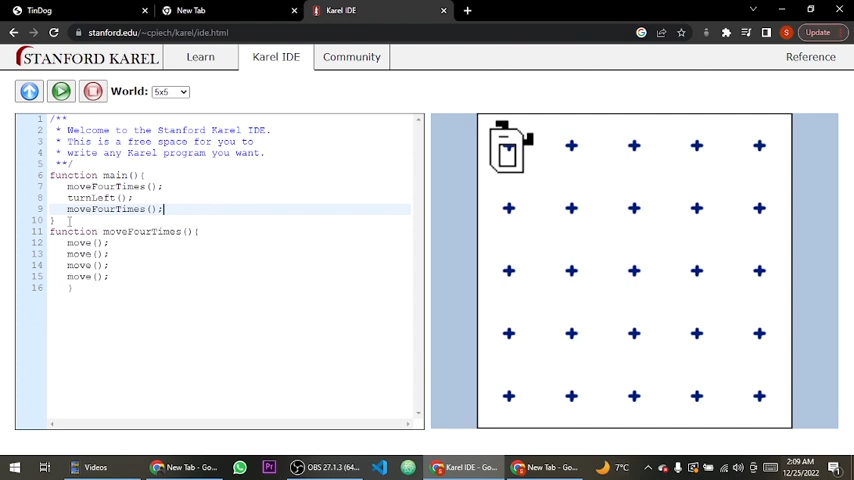 TinDog
New Tab
Karel IDE
stanford.edu/~cpiech/karel/ide.html
Update
STANFORD KAREL
Learn
Karel IDE
Community
Reference
World: 5x5
1 /**
2 * Welcome to the Stanford Karel IDE.
3 * This is a free space for you to
4 * write any Karel program you want.
5 **/
6 function main(){
7 moveFourTimes();
8 turnLeft();
9 moveFourTimes();
10 }
11 function moveFourTimes(){
12 move();
13 move();
14 move();
15 move();
16 }
Videos
New Tab - Go...
OBS 27.1.3 (64...
Karel IDE - Go...
New Tab - Goo...
7°C
2:09 AM
12/25/2022